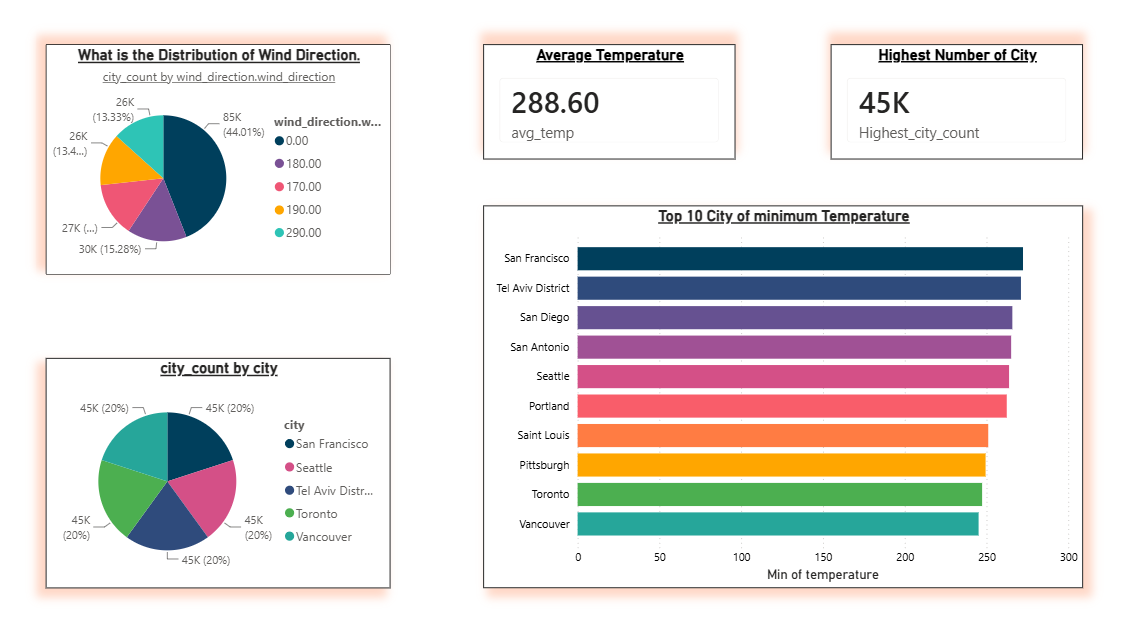 What is the Distribution of Wind Direction.
city_count by wind_direction.wind_direction
26K
(13.33%)
85K
(44.01%)
26K
(13.4...)
27K (...)
30K (15.28%)
wind_direction.w...
0.00
180.00
170.00
190.00
290.00
Average Temperature
288.60
avg_temp
Highest Number of City
45K
Highest_city_count
city_count by city
45K (20%)
45K (20%)
45K
(20%)
45K
(20%)
45K (20%)
city
San Francisco
Seattle
Tel Aviv Distr...
Toronto
Vancouver
Top 10 City of minimum Temperature
San Francisco
Tel Aviv District
San Diego
San Antonio
Seattle
Portland
Saint Louis
Pittsburgh
Toronto
Vancouver
0 50 100 150 200 250 300
Min of temperature